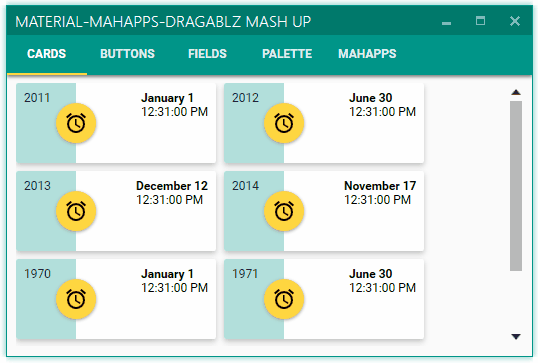 MATERIAL-MAHAPPS-DRAGABLZ MASH UP
CARDS BUTTONS FIELDS PALETTE MAHAPPS
2011 January 1
12:31:00 PM
2012 June 30
12:31:00 PM
2013 December 12
12:31:00 PM
2014 November 17
12:31:00 PM
1970 January 1
12:31:00 PM
1971 June 30
12:31:00 PM